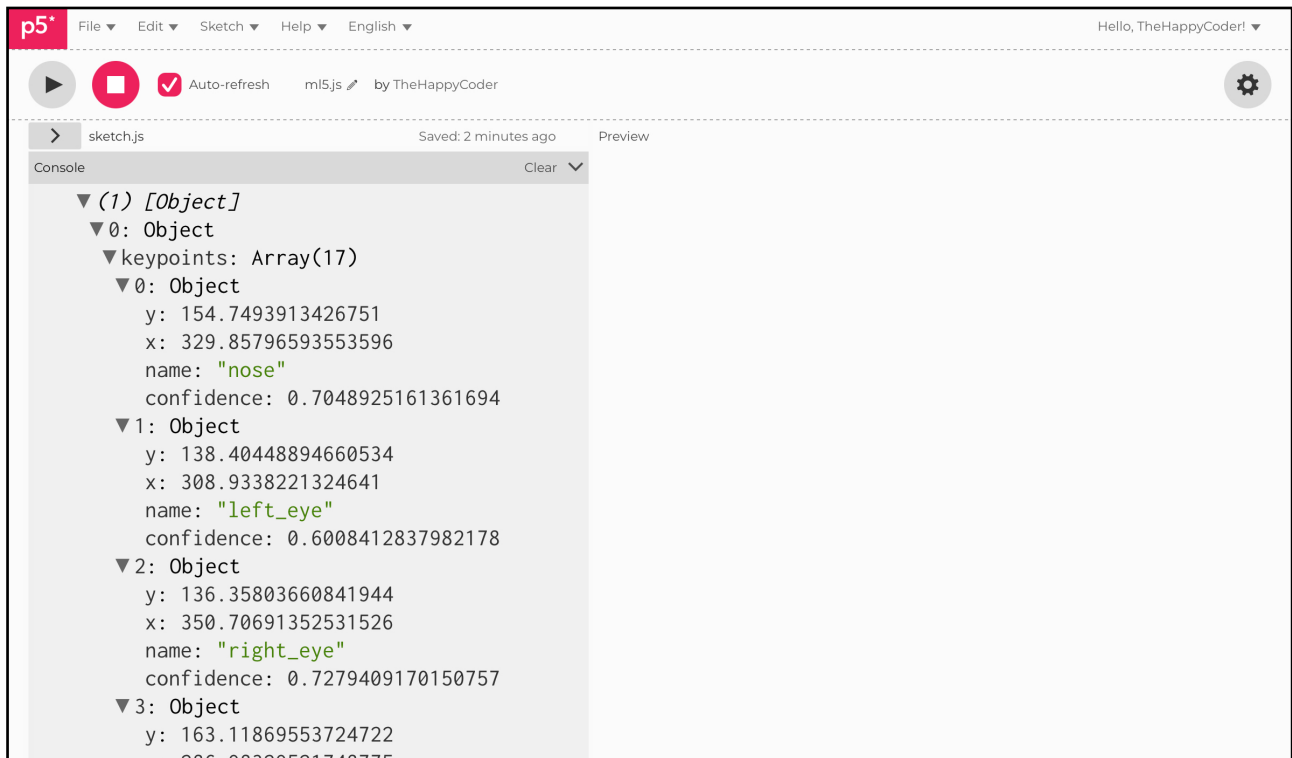 p5* File Edit Sketch Help English Hello, TheHappyCoder!
Auto-refresh ml5.js by TheHappyCoder
sketch.js Saved: 2 minutes ago Preview
Console Clear
(1) [Object]
0: Object
keypoints: Array(17)
0: Object
y: 154.7493913426751
x: 329.85796593553596
name: "nose"
confidence: 0.7048925161361694
1: Object
y: 138.40448894660534
x: 308.9338221324641
name: "left_eye"
confidence: 0.6008412837982178
2: Object
y: 136.35803660841944
x: 350.70691352531526
name: "right_eye"
confidence: 0.7279409170150757
3: Object
y: 163.11869553724722